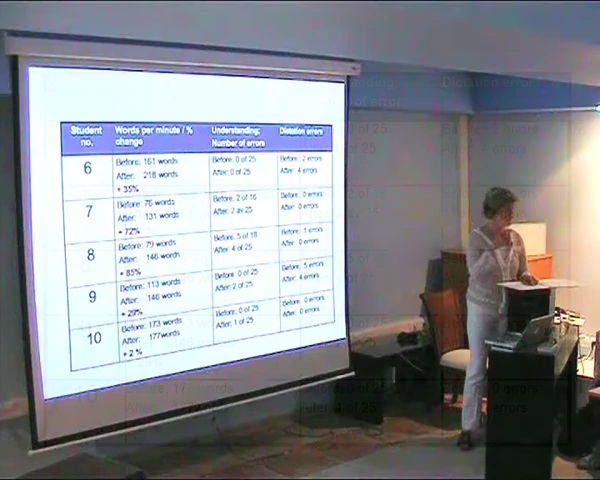 Student no. Words per minute / % change Understanding; Number of errors Dictation errors
6 Before: 161 words Before: 0 of 25 Before: 2 errors
After: 218 words After: 0 of 25 After: 4 errors
+ 35%
7 Before: 76 words Before: 2 of 16 Before: 0 errors
After: 131 words After: 2 av 25 After: 0 errors
+ 72%
8 Before: 79 words Before: 5 of 18 Before: 1 errors
After: 146 words After: 4 of 25 After: 0 errors
+ 85%
9 Before: 113 words Before: 0 of 25 Before: 5 errors
After: 146 words After: 2 of 25 After: 4 errors
+ 29%
10 Before: 173 words Before: 0 of 25 Before: 0 errors
After: 177words After: 1 of 25 After: 0 errors
+ 2 %